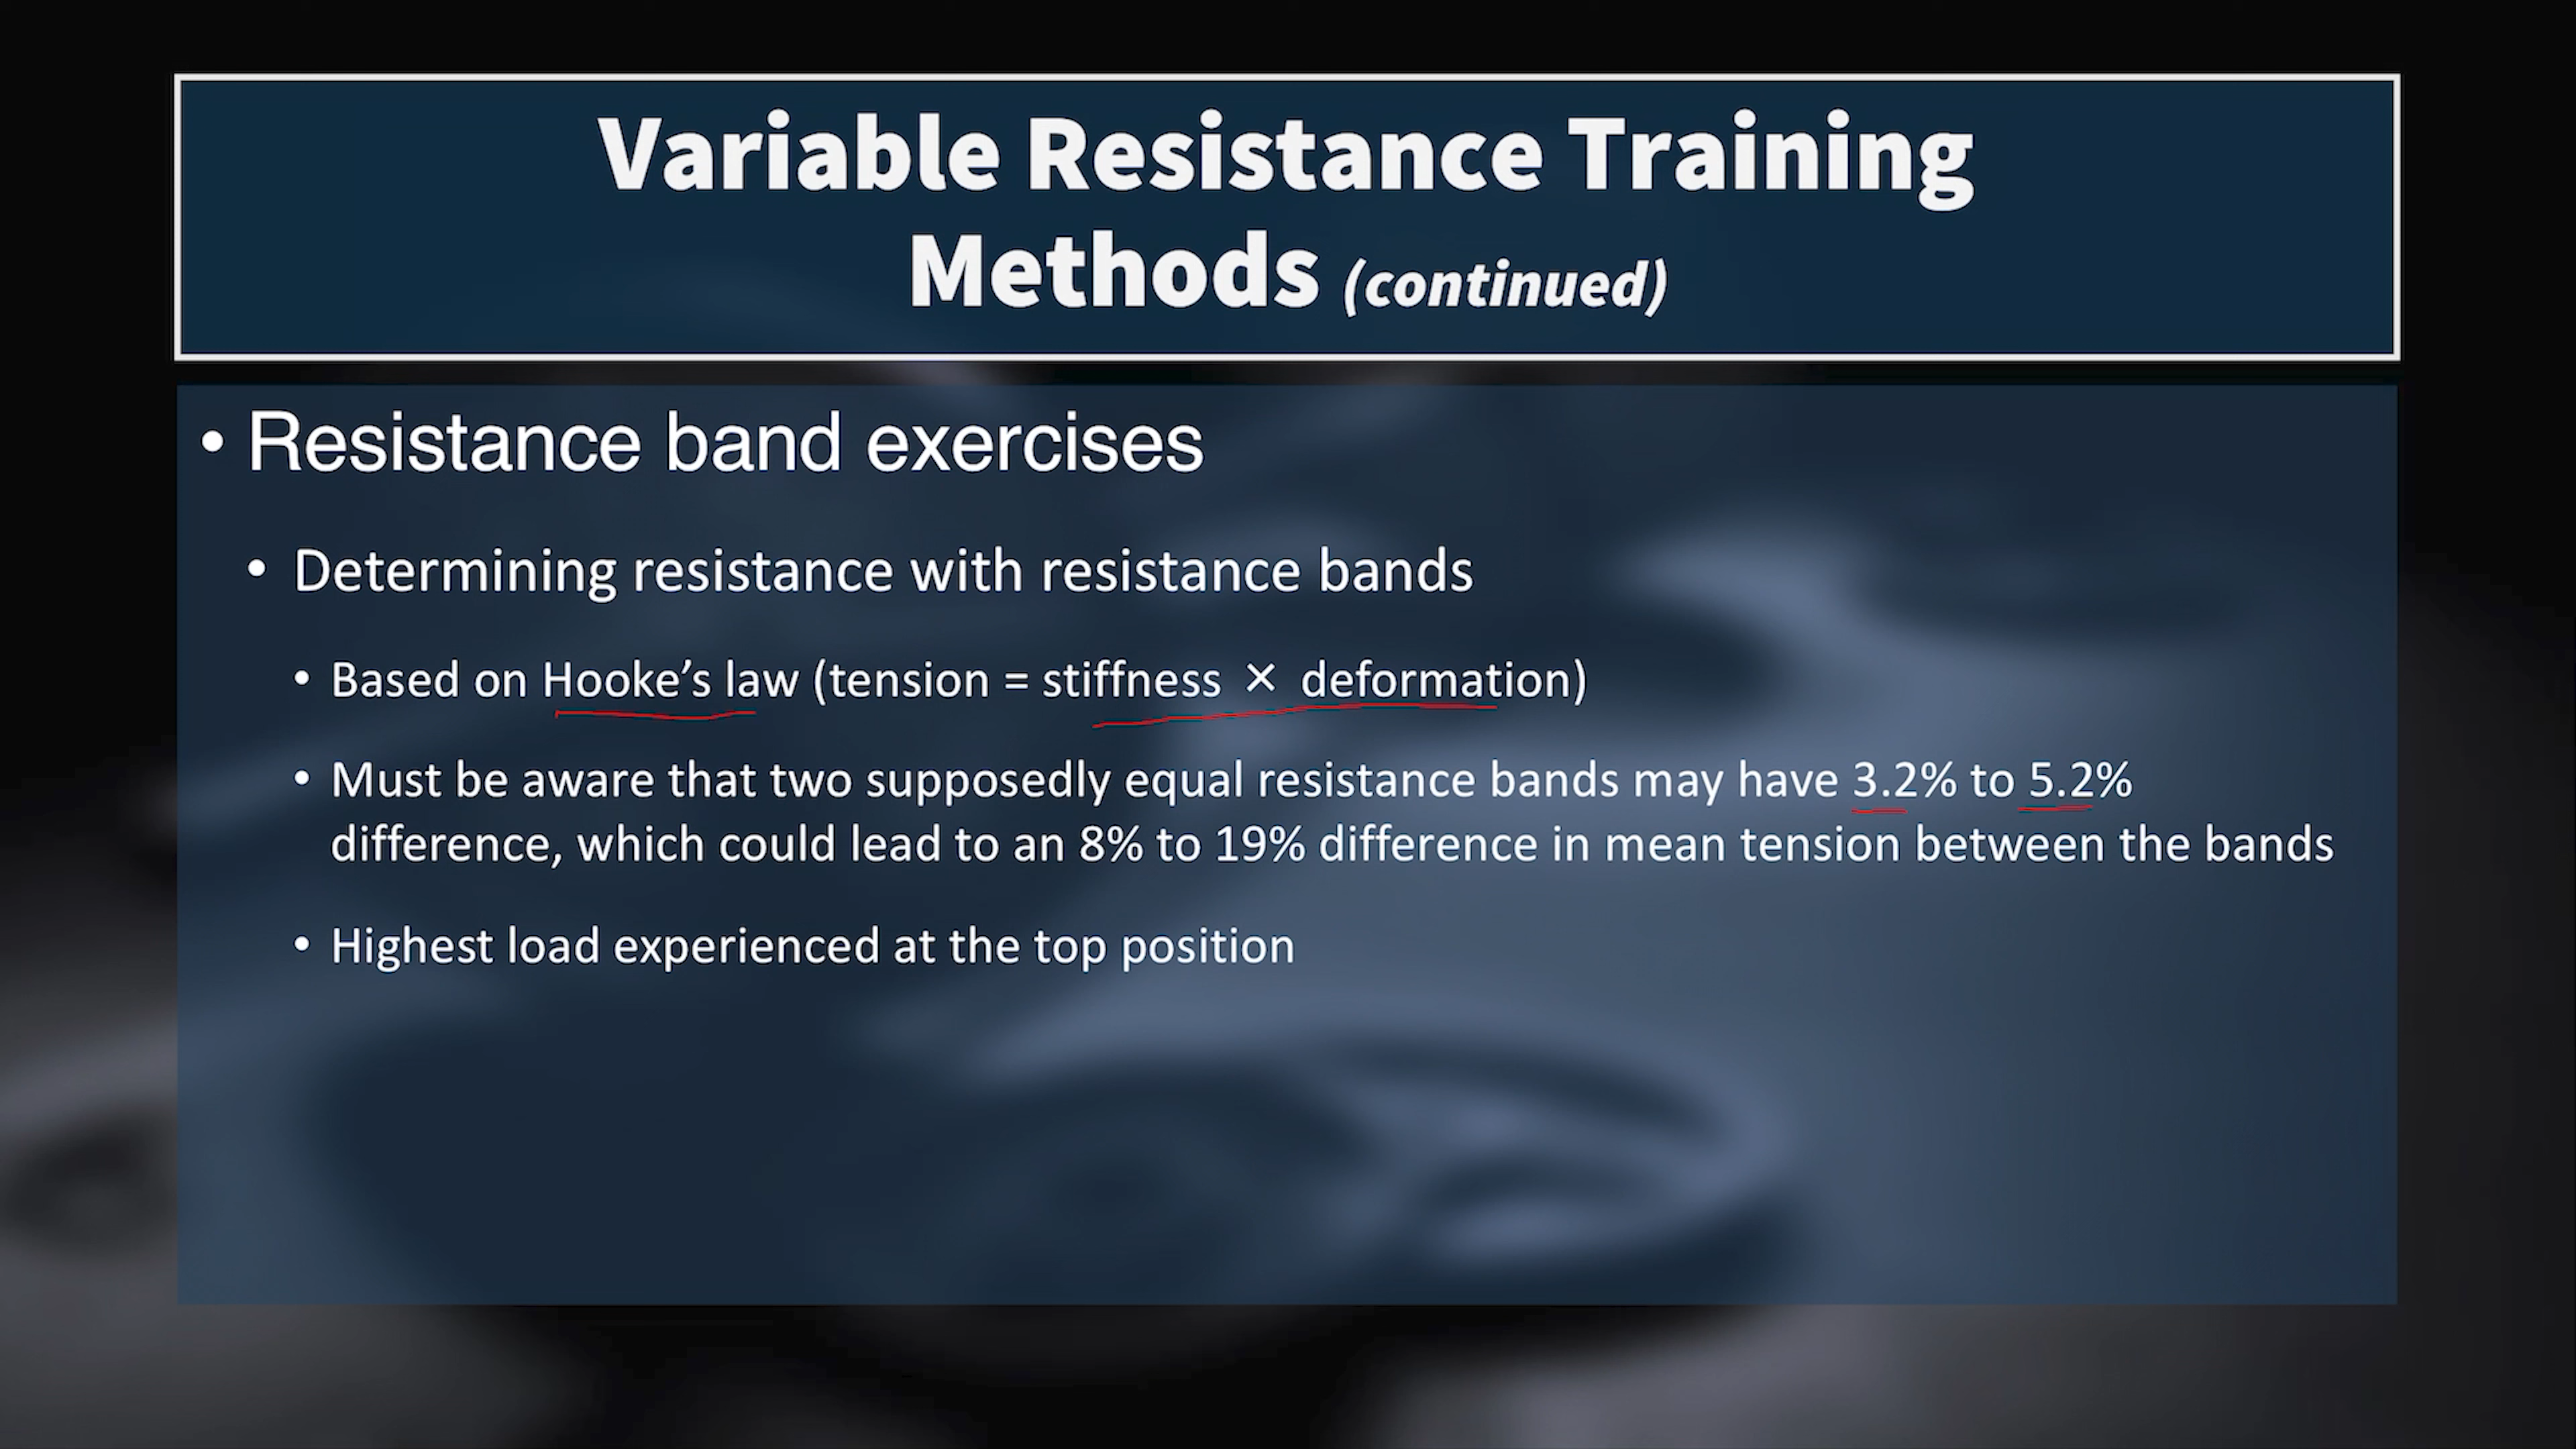 Variable Resistance Training
Methods (continued)
• Resistance band exercises
• Determining resistance with resistance bands
• Based on Hooke’s law (tension = stiffness × deformation)
• Must be aware that two supposedly equal resistance bands may have 3.2% to 5.2%
difference, which could lead to an 8% to 19% difference in mean tension between the bands
• Highest load experienced at the top position